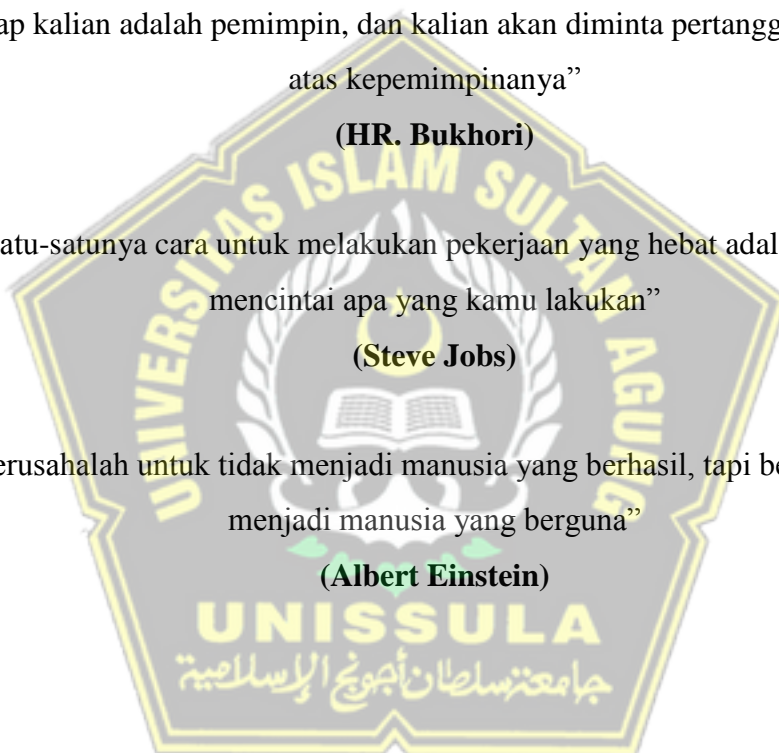 ap kalian adalah pemimpin, dan kalian akan diminta pertangg
atas kepemimpinanya”
(HR. Bukhori)
atu-satunya cara untuk melakukan pekerjaan yang hebat adal
mencintai apa yang kamu lakukan”
(Steve Jobs)
erusahalah untuk tidak menjadi manusia yang berhasil, tapi be
menjadi manusia yang berguna”
(Albert Einstein)
UNIVERSITAS ISLAM SULTAN AGUNG
UNISSULA
جامعة سلطان أجونج الإسلامية